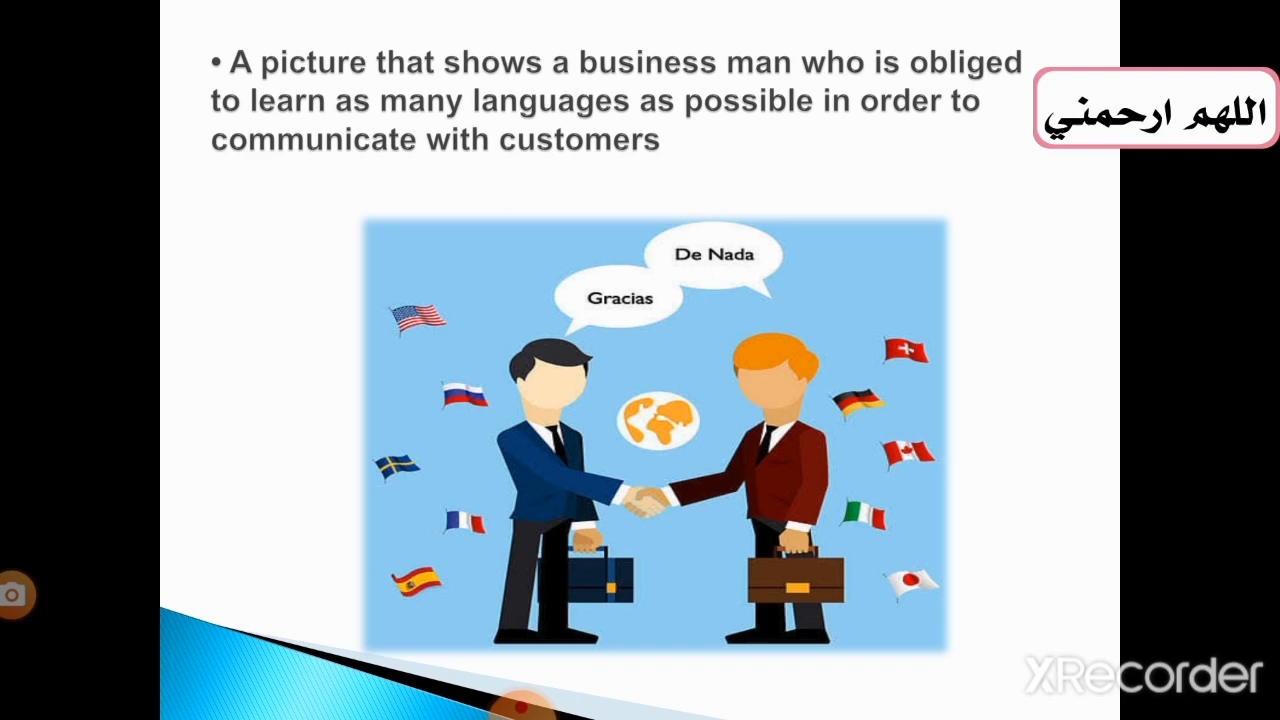 • A picture that shows a business man who is obliged
to learn as many languages as possible in order to
communicate with customers
اللهم ارحمني
De Nada
Gracias
XRecorder